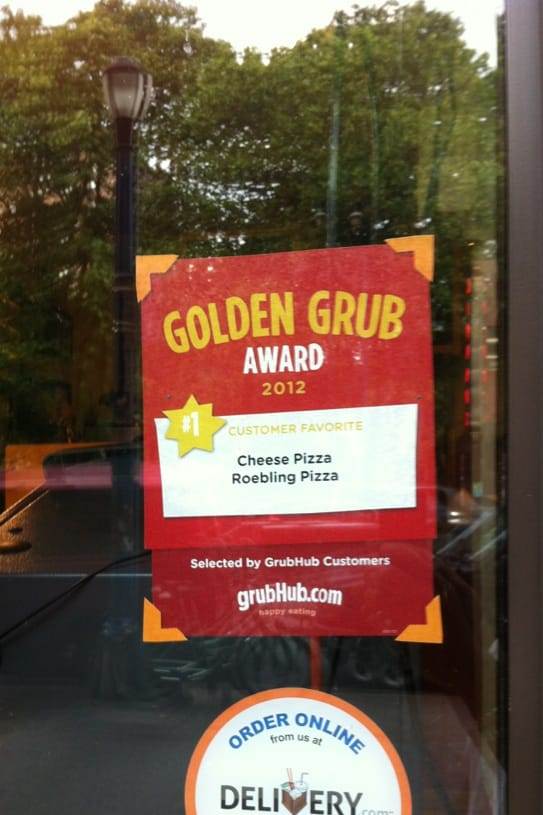 GOLDEN GRUB
AWARD
2012
#1
CUSTOMER FAVORITE
Cheese Pizza
Roebling Pizza
Selected by GrubHub Customers
grubHub.com
happy eating
ORDER ONLINE
from us at
DELIVERY.com